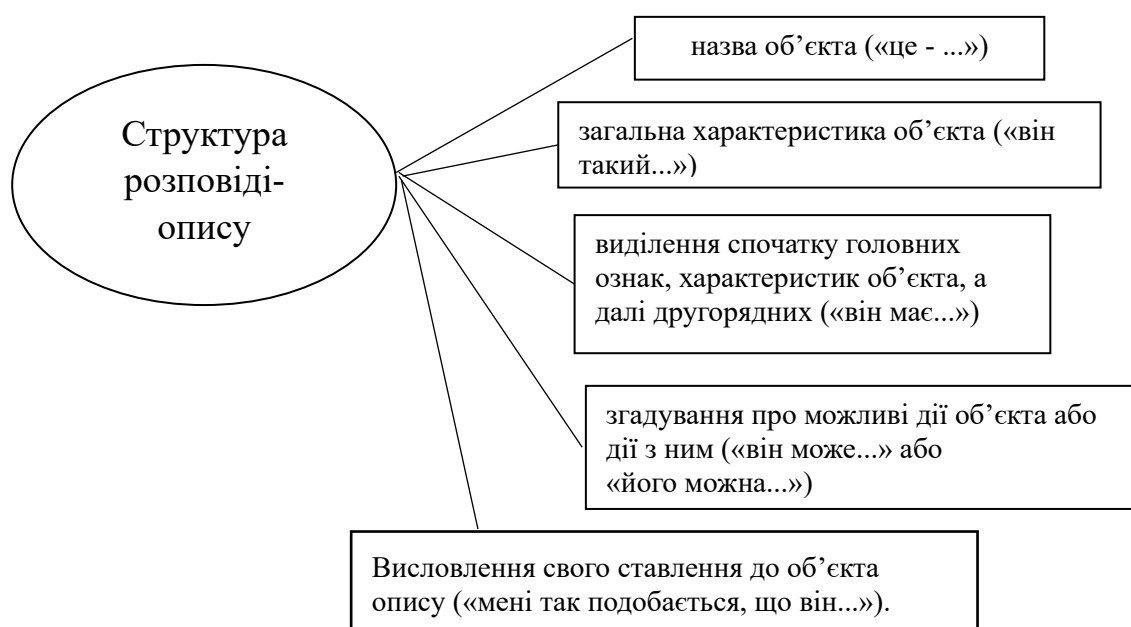 Структура
розповіді-
опису
назва об’єкта («це - ...»)
загальна характеристика об’єкта («він
такий...»)
виділення спочатку головних
ознак, характеристик об’єкта, а
далі другорядних («він має...»)
згадування про можливі дії об’єкта або
дії з ним («він може...» або
«його можна...»)
Висловлення свого ставлення до об’єкта
опису («мені так подобається, що він...»).